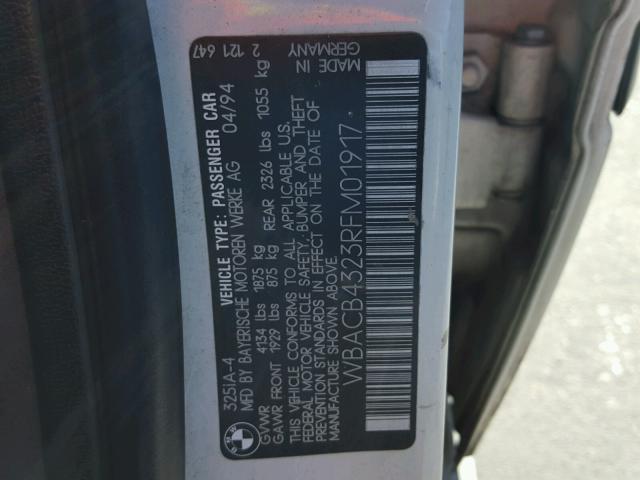 BMW
325IA-4 VEHICLE TYPE: PASSENGER CAR
MFD BY BAYERISCHE MOTOREN WERKE AG 04/94
GVWR 4134 lbs 1875 kg
GAWR FRONT 1929 lbs 875 kg REAR 2326 lbs 1055 kg
THIS VEHICLE CONFORMS TO ALL APPLICABLE U.S.
FEDERAL MOTOR VEHICLE SAFETY, BUMPER AND THEFT
PREVENTION STANDARDS IN EFFECT ON THE DATE OF
MANUFACTURE SHOWN ABOVE.
WBACB4323RFM01917
2 121 647
MADE IN
GERMANY